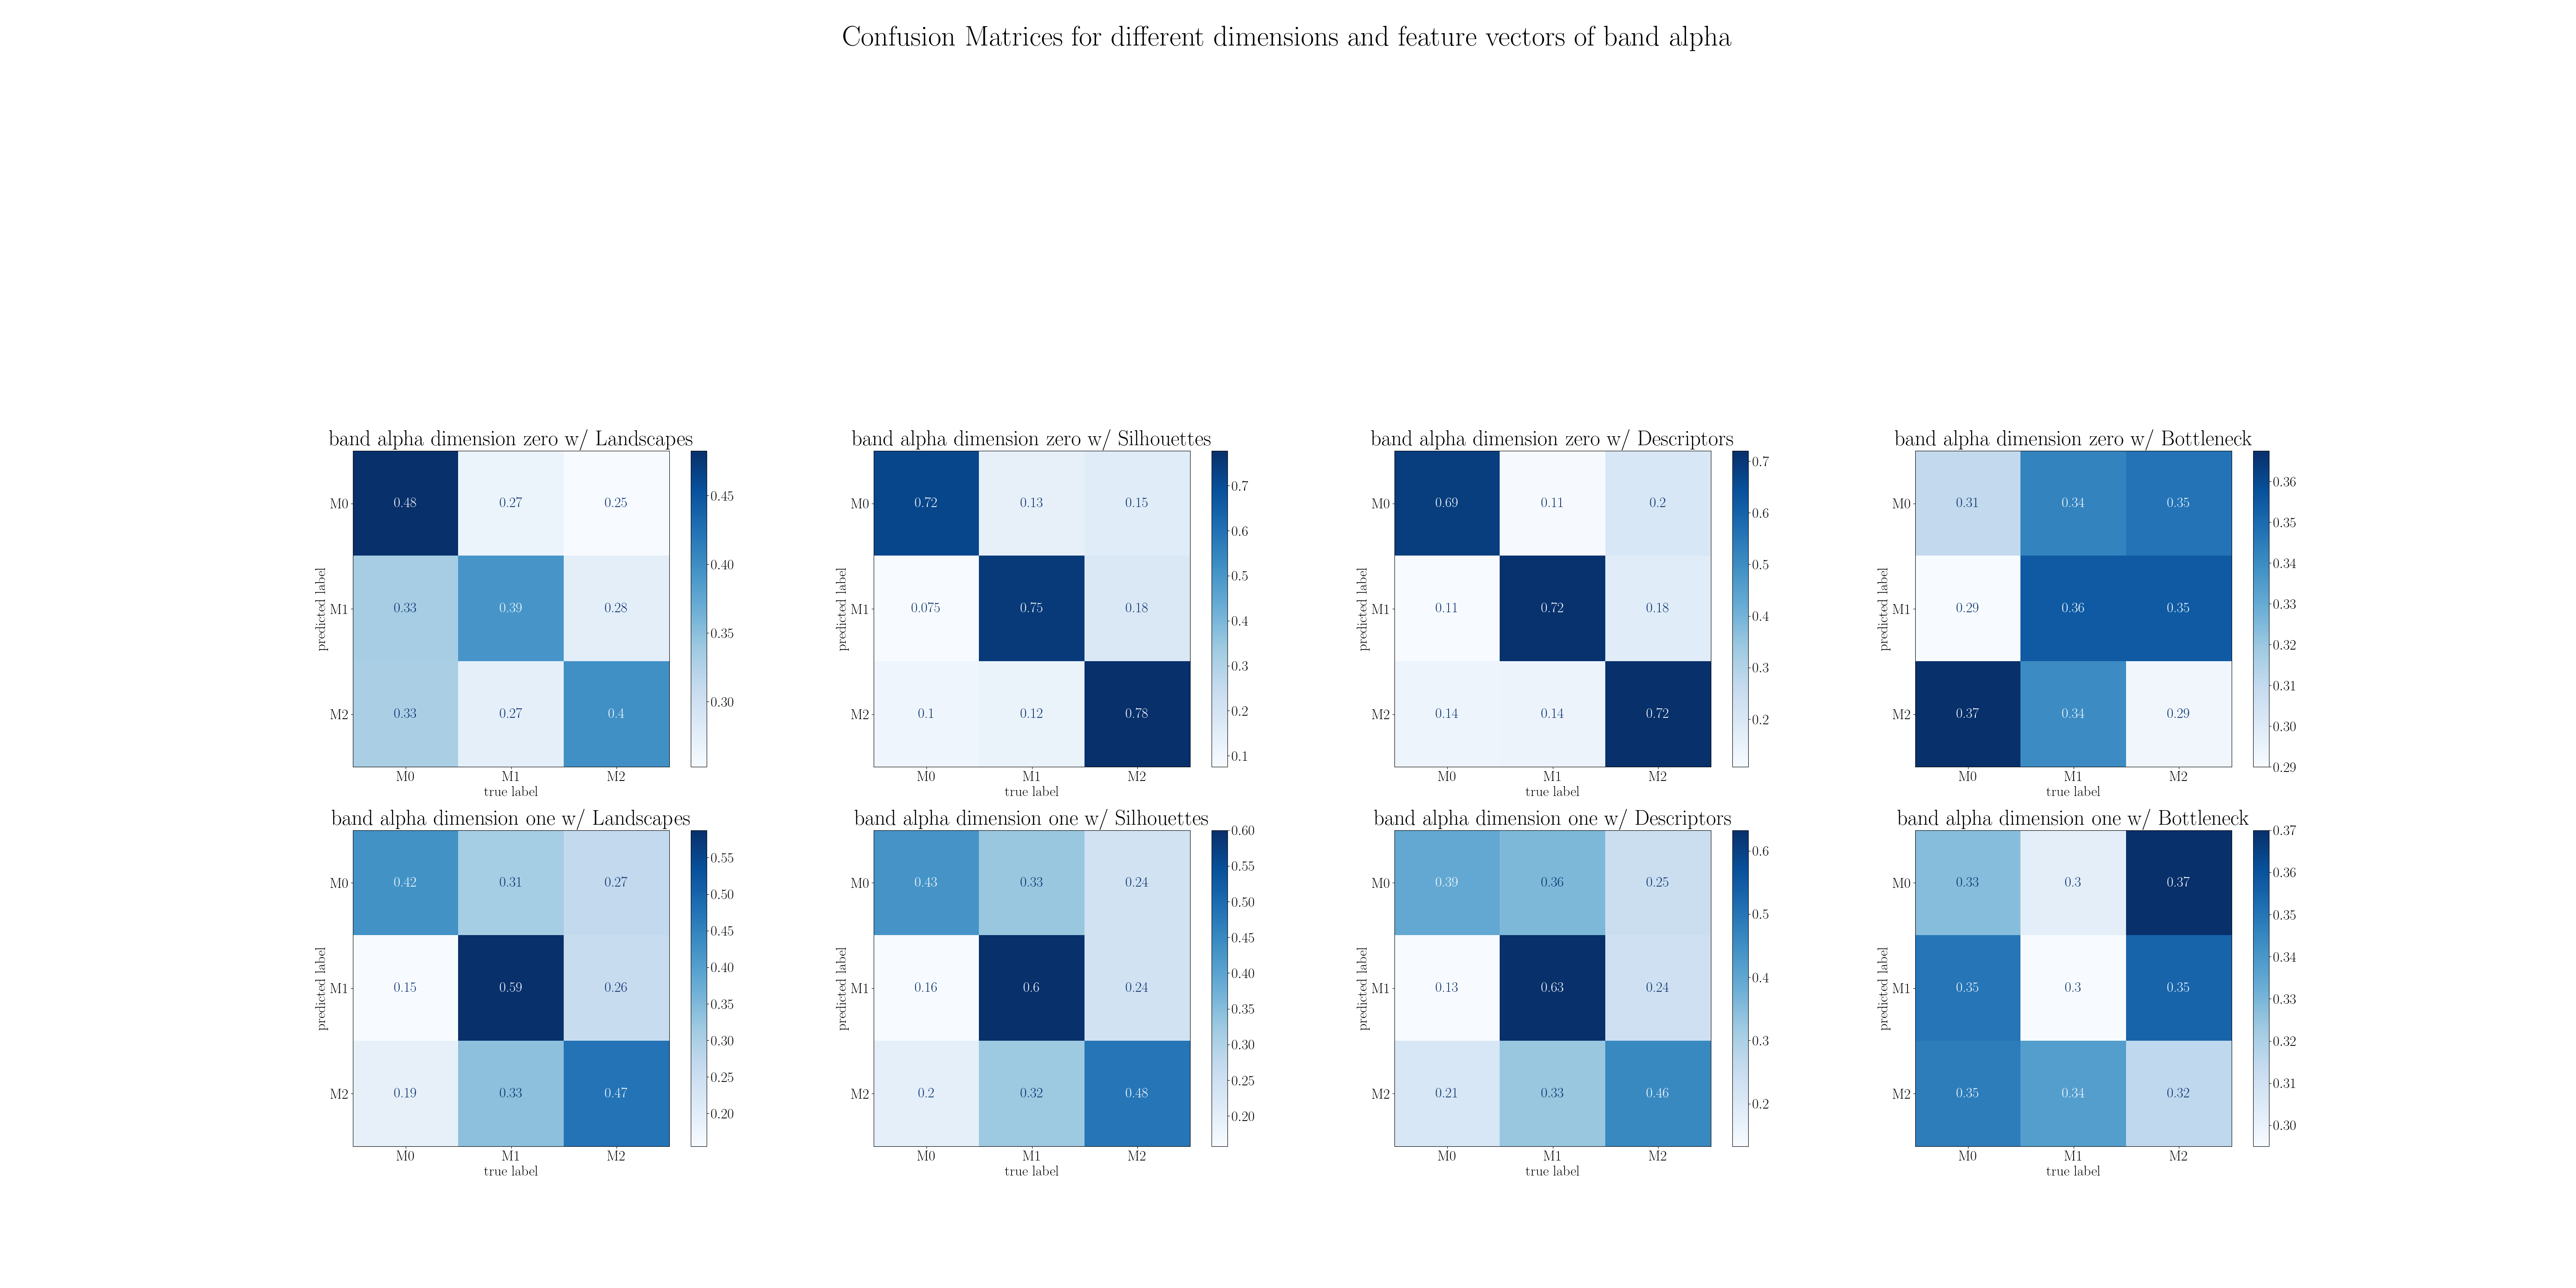 Confusion Matrices for different dimensions and feature vectors of band alpha
band alpha dimension zero w/ Landscapes
predicted label
M0 0.48 0.27 0.25
M1 0.33 0.39 0.28
M2 0.33 0.27 0.4
M0 M1 M2
true label
0.45
0.40
0.35
0.30
band alpha dimension zero w/ Silhouettes
predicted label
M0 0.72 0.13 0.15
M1 0.075 0.75 0.18
M2 0.1 0.12 0.78
M0 M1 M2
true label
0.7
0.6
0.5
0.4
0.3
0.2
0.1
band alpha dimension zero w/ Descriptors
predicted label
M0 0.69 0.11 0.2
M1 0.11 0.72 0.18
M2 0.14 0.14 0.72
M0 M1 M2
true label
0.7
0.6
0.5
0.4
0.3
0.2
band alpha dimension zero w/ Bottleneck
predicted label
M0 0.31 0.34 0.35
M1 0.29 0.36 0.35
M2 0.37 0.34 0.29
M0 M1 M2
true label
0.36
0.35
0.34
0.33
0.32
0.31
0.30
0.29
band alpha dimension one w/ Landscapes
predicted label
M0 0.42 0.31 0.27
M1 0.15 0.59 0.26
M2 0.19 0.33 0.47
M0 M1 M2
true label
0.55
0.50
0.45
0.40
0.35
0.30
0.25
0.20
band alpha dimension one w/ Silhouettes
predicted label
M0 0.43 0.33 0.24
M1 0.16 0.6 0.24
M2 0.2 0.32 0.48
M0 M1 M2
true label
0.60
0.55
0.50
0.45
0.40
0.35
0.30
0.25
0.20
band alpha dimension one w/ Descriptors
predicted label
M0 0.39 0.36 0.25
M1 0.13 0.63 0.24
M2 0.21 0.33 0.46
M0 M1 M2
true label
0.6
0.5
0.4
0.3
0.2
band alpha dimension one w/ Bottleneck
predicted label
M0 0.33 0.3 0.37
M1 0.35 0.3 0.35
M2 0.35 0.34 0.32
M0 M1 M2
true label
0.37
0.36
0.35
0.34
0.33
0.32
0.31
0.30